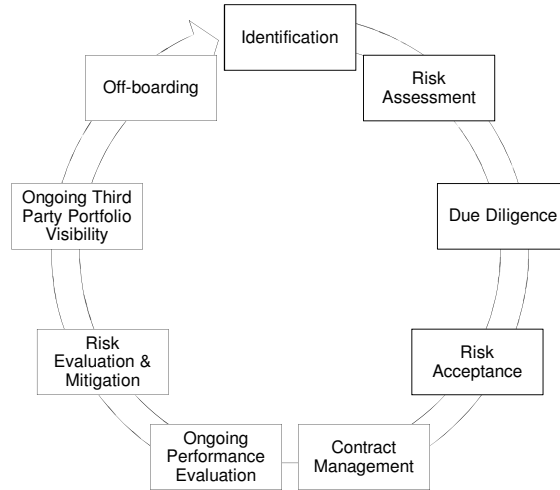 Identification
Risk
Assessment
Due Diligence
Risk
Acceptance
Contract
Management
Ongoing
Performance
Evaluation
Risk
Evaluation &
Mitigation
Ongoing Third
Party Portfolio
Visibility
Off-boarding